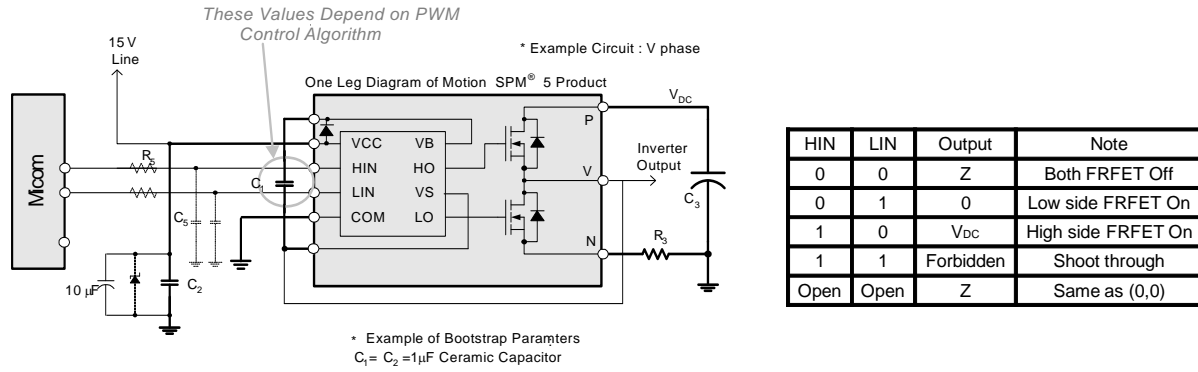 These Values Depend on PWM
Control Algorithm
15 V
Line
* Example Circuit : V phase
One Leg Diagram of Motion SPM® 5 Product
VDC
P
Micom
R5
C1
VCC VB
HIN HO
LIN VS
COM LO
Inverter
Output
V
C3
C5
N
R3
10 μF
C2
* Example of Bootstrap Paramters
C1= C2 =1μF Ceramic Capacitor
HIN LIN Output Note
0 0 Z Both FRFET Off
0 1 0 Low side FRFET On
1 0 VDC High side FRFET On
1 1 Forbidden Shoot through
Open Open Z Same as (0,0)